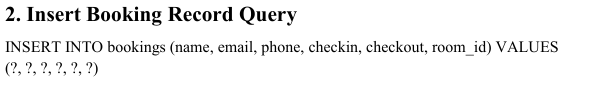 2. Insert Booking Record Query
INSERT INTO bookings (name, email, phone, checkin, checkout, room_id) VALUES
(?, ?, ?, ?, ?, ?)